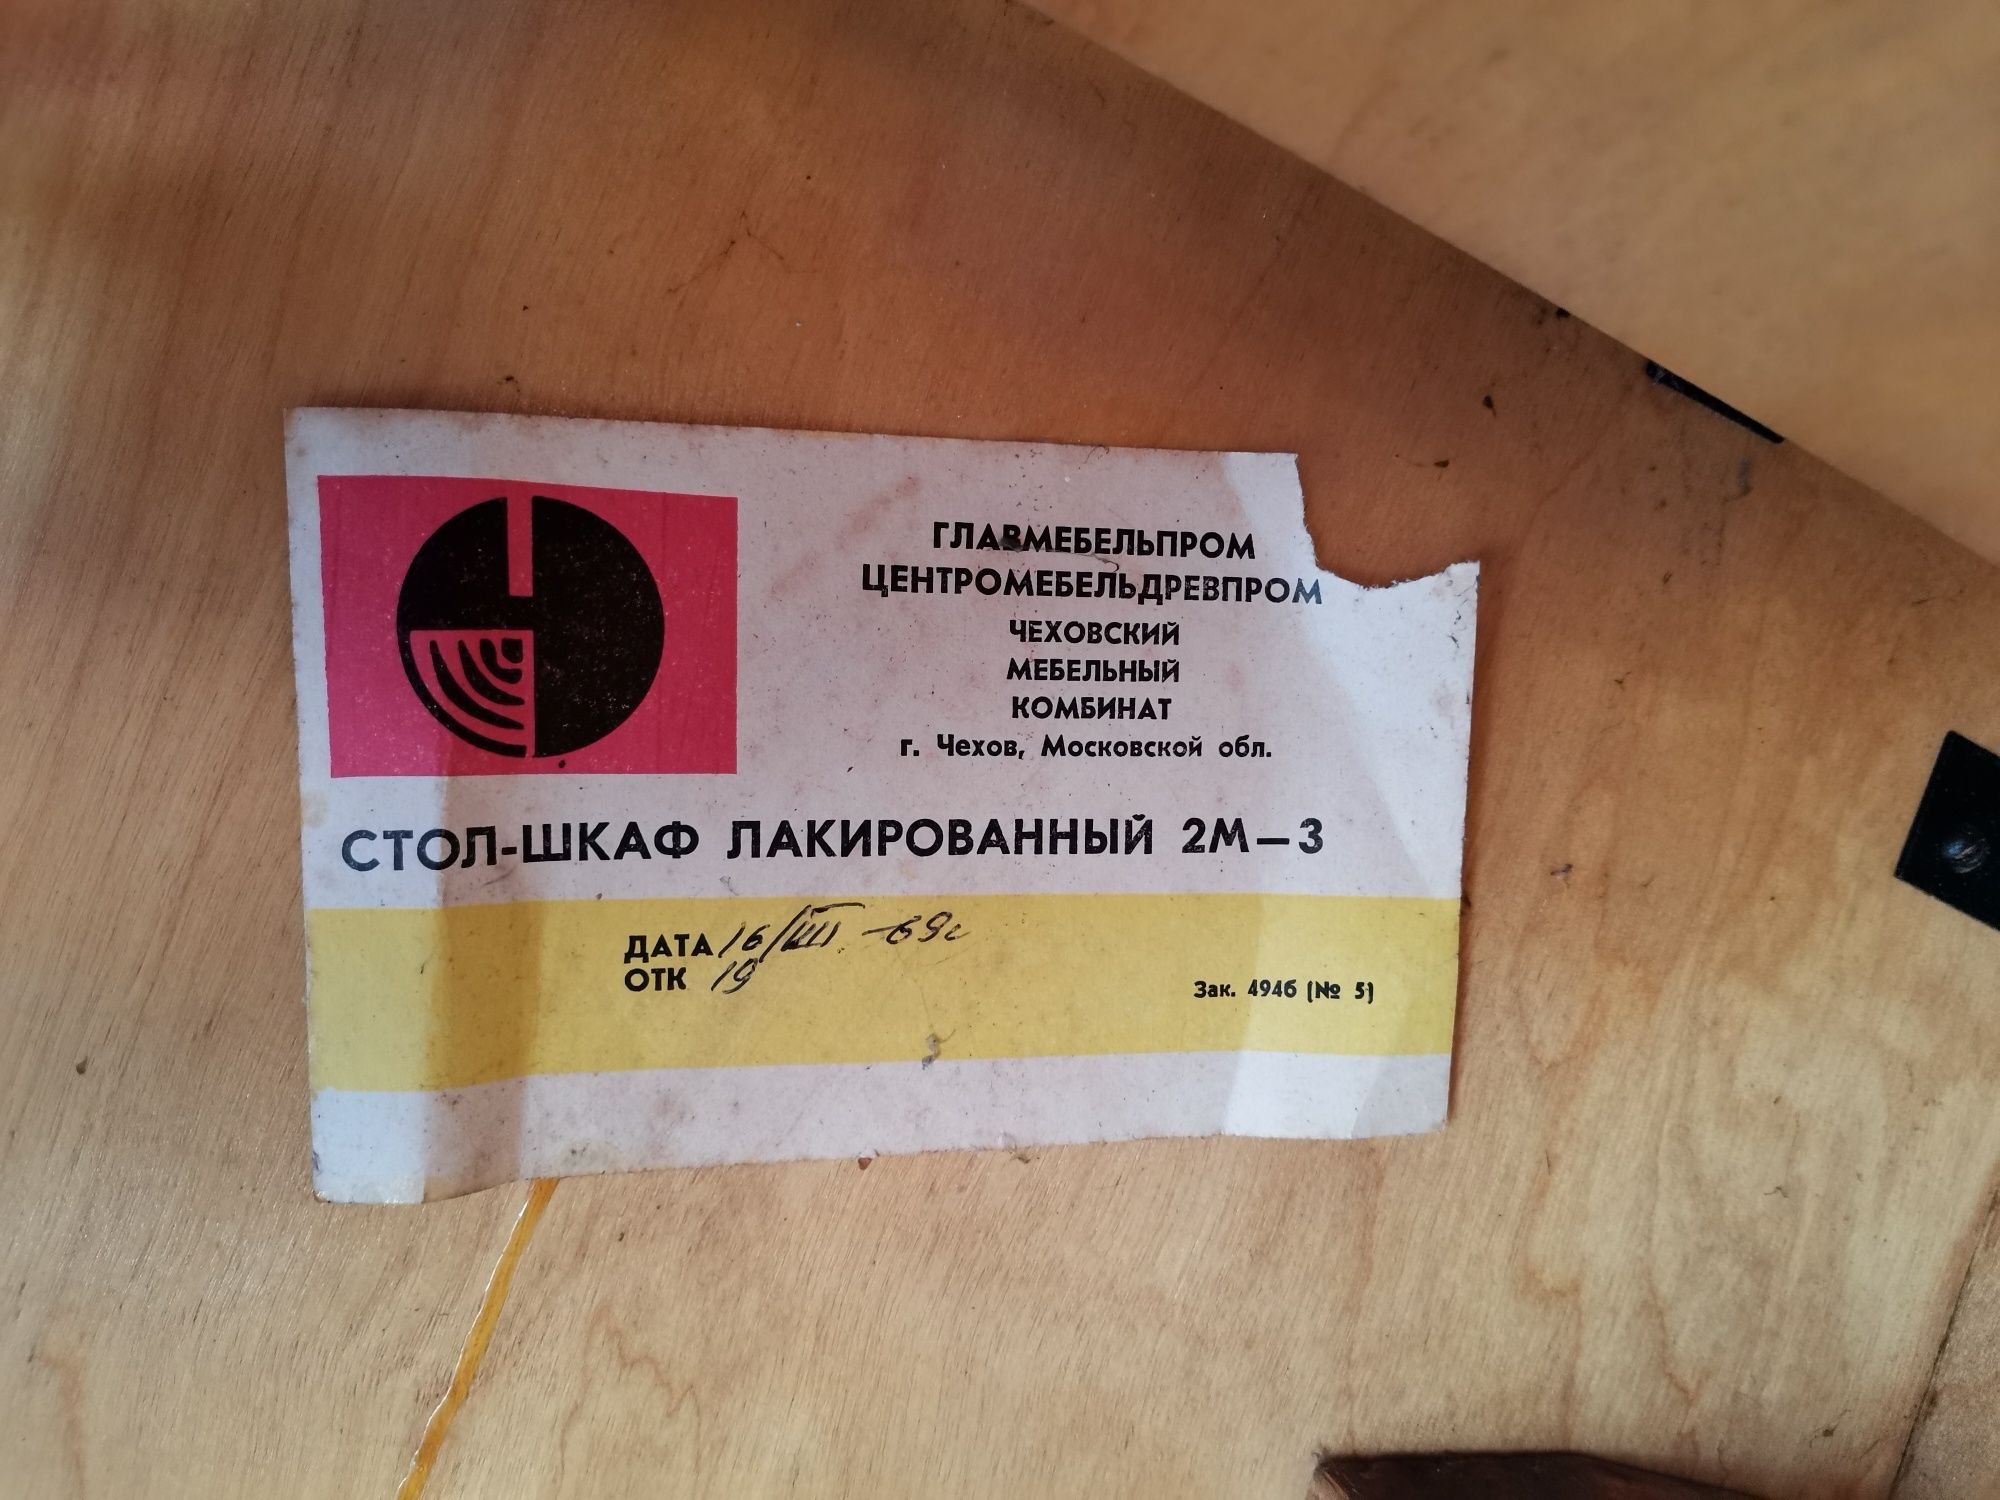 ГЛАВМЕБЕЛЬПРОМ
ЦЕНТРОМЕБЕЛЬДРЕВПРОМ
ЧЕХОВСКИЙ
МЕБЕЛЬНЫЙ
КОМБИНАТ
г. Чехов, Московской обл.
СТОЛ-ШКАФ ЛАКИРОВАННЫЙ 2М—3
ДАТА 16/III -69г
ОТК 19
Зак. 4946 (№ 5)